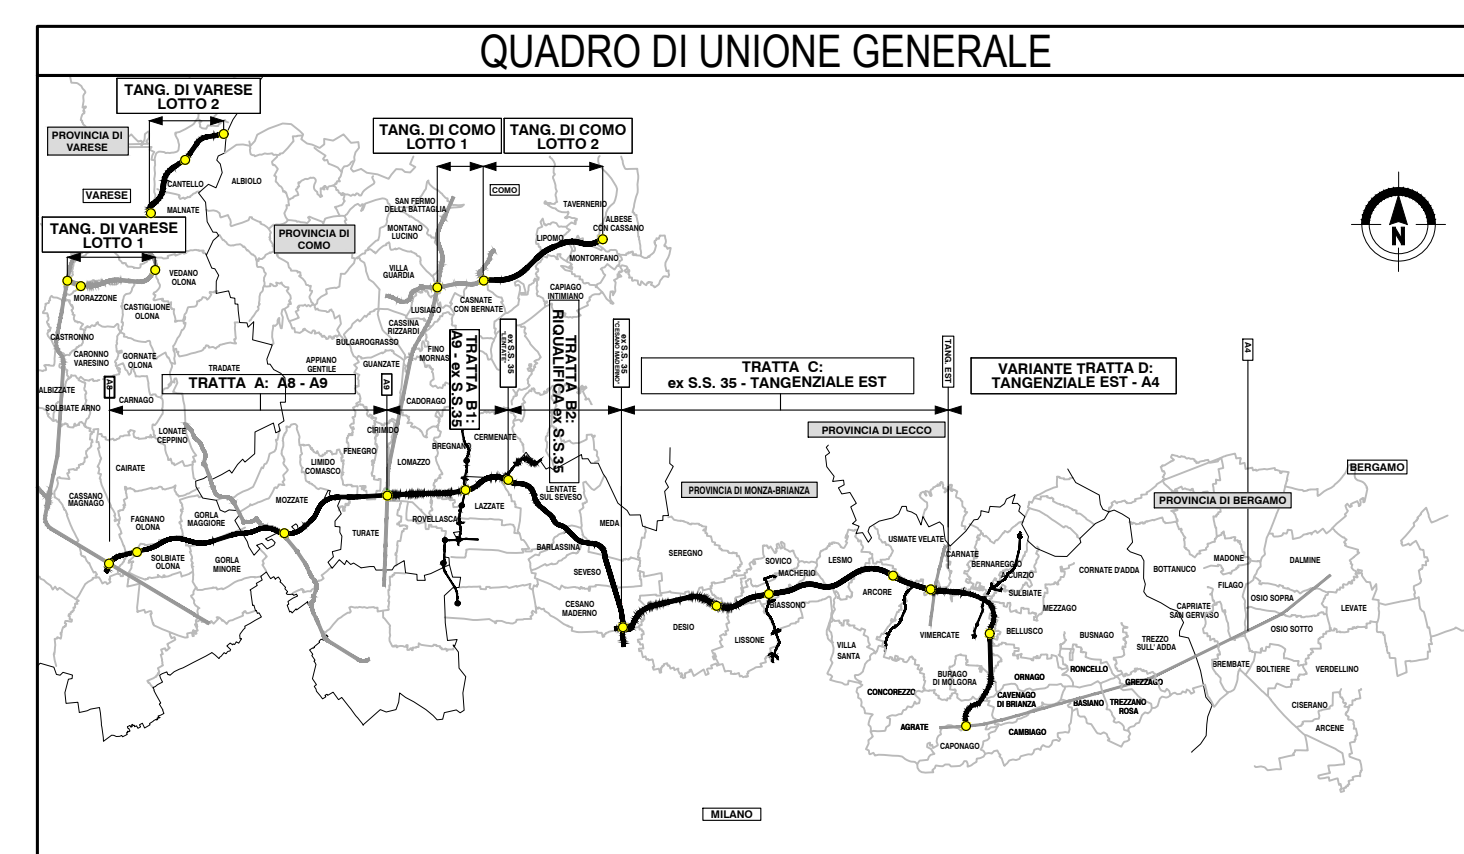 QUADRO DI UNIONE GENERALE
TANG. DI VARESE
LOTTO 2
PROVINCIA DI
VARESE
TANG. DI COMO
LOTTO 1
TANG. DI COMO
LOTTO 2
CANTELLO
ALBIOLO
VARESE
MALNATE
COMO
SAN FERMO
DELLA BATTAGLIA
TAVERNERIO
ALBESE
CON CASSANO
TANG. DI VARESE
LOTTO 1
PROVINCIA DI
COMO
MONTANO
LUCINO
LIPOMO
MONTORFANO
N
VEDANO
OLONA
VILLA
GUARDIA
MORAZZONE
CASTIGLIONE
OLONA
CAPIAGO
INTIMIANO
CASNATE
CON BERNATE
LUSIAGO
CASSINA
RIZZARDI
BULGAROGRASSO
CASTRONNO
CARONNO
VARESINO
GORNATE
OLONA
TRADATE
APPIANO
GENTILE
GUANZATE
FINO
MORNAS
TRATTA B1:
A9 - ex S.S.35
ex S.S. 35
"LENTATE"
TRATTA B2:
RIQUALIFICA ex S.S.35
ex S.S. 35
"CESANO MADERNO"
TRATTA C:
ex S.S. 35 - TANGENZIALE EST
TANG. EST
VARIANTE TRATTA D:
TANGENZIALE EST - A4
A4
ALBIZZATE
A8
TRATTA A: A8 - A9
A9
SOLBIATE ARNO
CARNAGO
CADORAGO
LONATE
CEPPINO
CIRIMIDO
CERMENATE
BREGNANO
FENEGRO
PROVINCIA DI LECCO
CAIRATE
LIMIDO
COMASCO
LOMAZZO
BERGAMO
CASSANO
MAGNAGO
MOZZATE
LENTATE
SUL SEVESO
PROVINCIA DI MONZA-BRIANZA
PROVINCIA DI BERGAMO
FAGNANO
OLONA
GORLA
MAGGIORE
ROVELLASCA
LAZZATE
MEDA
TURATE
SOLBIATE
OLONA
GORLA
MINORE
BARLASSINA
SEVESO
SEREGNO
SOVICO
MACHERIO
LESMO
USMATE VELATE
CARNATE
BERNAREGGIO
AICURZIO
CORNATE D'ADDA
BOTTANUCO
MADONE
DALMINE
FILAGO
OSIO SOPRA
ARCORE
SULBIATE
MEZZAGO
CESANO
MADERNO
BIASSONO
CAPRIATE
SAN GERVASO
LEVATE
DESIO
LISSONE
VIMERCATE
BELLUSCO
BUSNAGO
TREZZO
SULL' ADDA
OSIO SOTTO
VILLA
SANTA
BURAGO
DI MOLGORA
ORNAGO
RONCELLO
GREZZAGO
BREMBATE
BOLTIERE
VERDELLINO
CONCOREZZO
CAVENAGO
DI BRIANZA
BASIANO
TREZZANO
ROSA
CISERANO
AGRATE
CAMBIAGO
ARCENE
CAPONAGO
MILANO